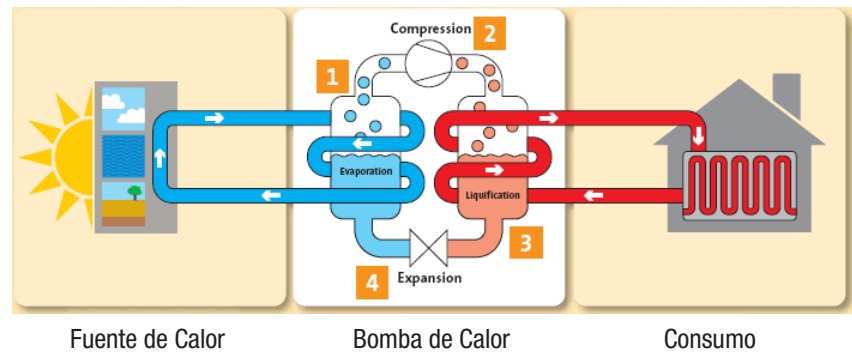 Compression
2
1
Evaporation
Liquification
3
4
Expansion
Fuente de Calor
Bomba de Calor
Consumo